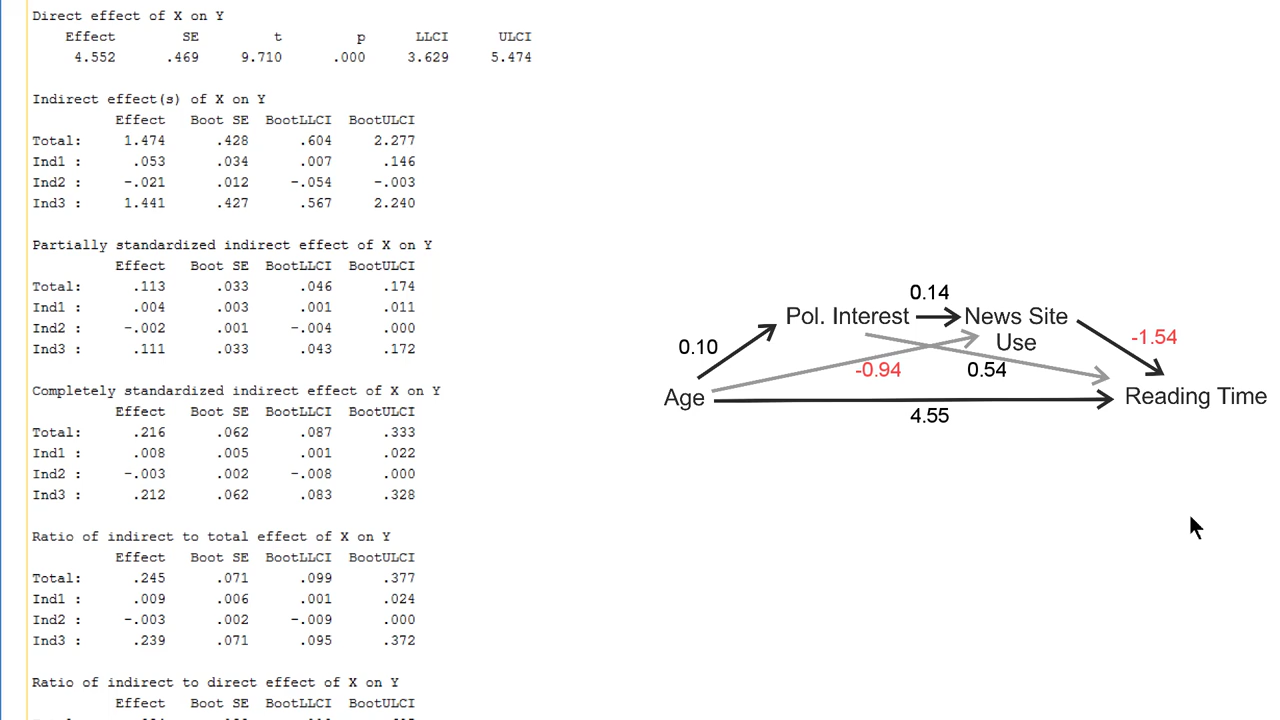 Direct effect of X on Y
Effect SE t p LLCI ULCI
4.552 .469 9.710 .000 3.629 5.474
Indirect effect(s) of X on Y
Effect Boot SE BootLLCI BootULCI
Total: 1.474 .428 .604 2.277
Ind1 : .053 .034 .007 .146
Ind2 : -.021 .012 -.054 -.003
Ind3 : 1.441 .427 .567 2.240
Partially standardized indirect effect of X on Y
Effect Boot SE BootLLCI BootULCI
Total: .113 .033 .046 .174
Ind1 : .004 .003 .001 .011
Ind2 : -.002 .001 -.004 .000
Ind3 : .111 .033 .043 .172
Completely standardized indirect effect of X on Y
Effect Boot SE BootLLCI BootULCI
Total: .216 .062 .087 .333
Ind1 : .008 .005 .001 .022
Ind2 : -.003 .002 -.008 .000
Ind3 : .212 .062 .083 .328
Ratio of indirect to total effect of X on Y
Effect Boot SE BootLLCI BootULCI
Total: .245 .071 .099 .377
Ind1 : .009 .006 .001 .024
Ind2 : -.003 .002 -.009 .000
Ind3 : .239 .071 .095 .372
Ratio of indirect to direct effect of X on Y
Effect Boot SE BootLLCI BootULCI
0.14
Pol. Interest News Site
Use
0.10
-1.54
-0.94
0.54
Age
Reading Time
4.55